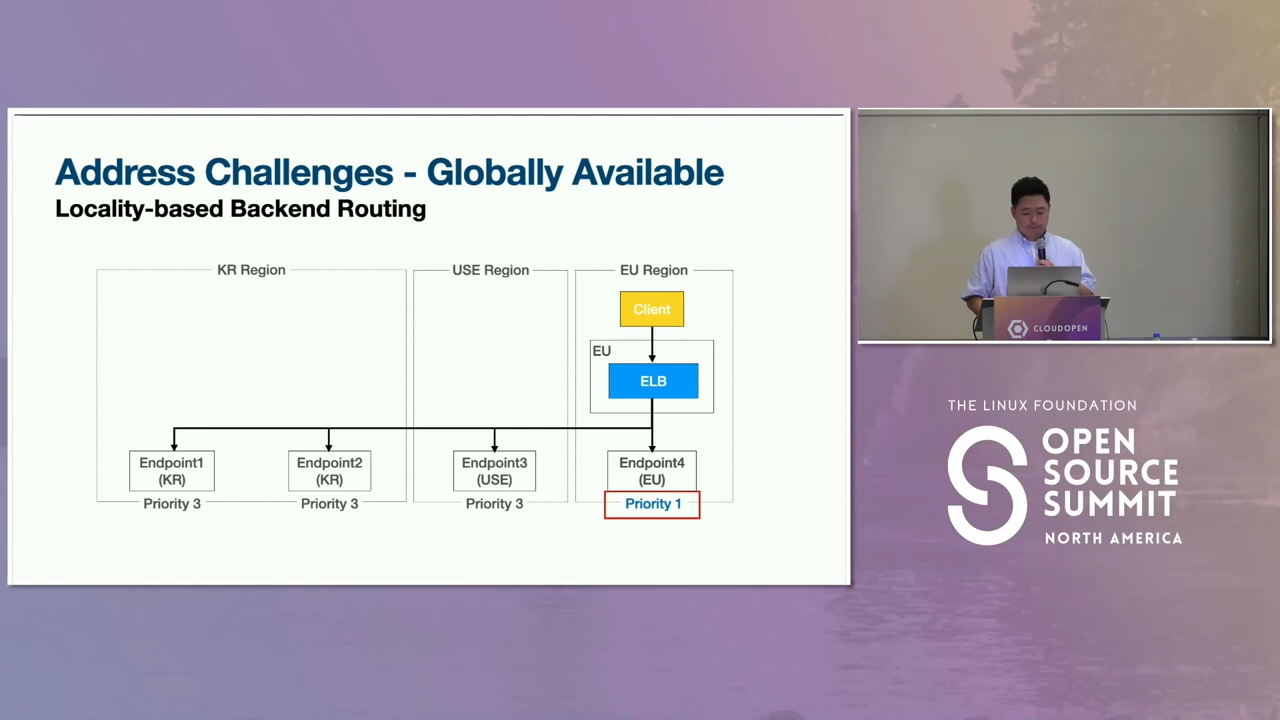 Address Challenges - Globally Available
Locality-based Backend Routing
KR Region
USE Region
EU Region
Client
EU
ELB
Endpoint1
(KR)
Endpoint2
(KR)
Endpoint3
(USE)
Endpoint4
(EU)
Priority 3
Priority 3
Priority 3
Priority 1
CLOUDOPEN
THE LINUX FOUNDATION
OPEN
SOURCE
SUMMIT
NORTH AMERICA